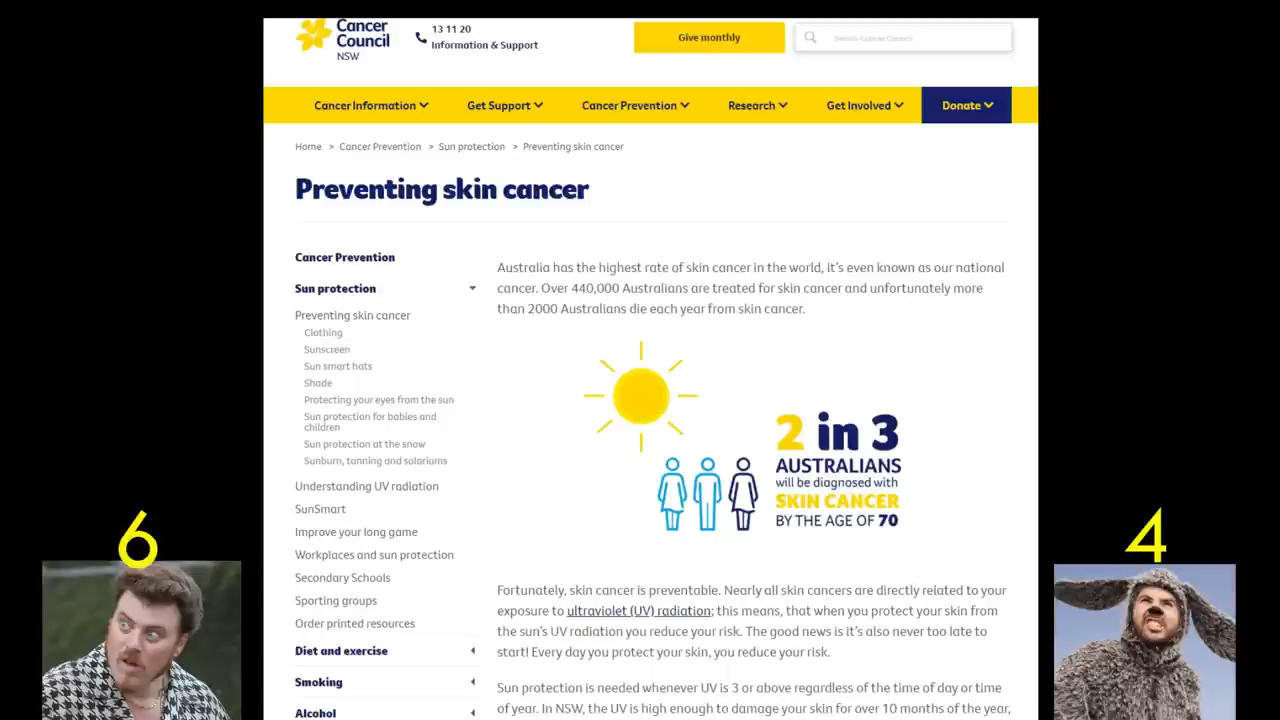 Cancer
Council
NSW
13 11 20
Information & Support
Give monthly
Search Cancer Council
Cancer Information
Get Support
Cancer Prevention
Research
Get Involved
Donate
Home > Cancer Prevention > Sun protection > Preventing skin cancer
Preventing skin cancer
Cancer Prevention
Sun protection
Preventing skin cancer
Clothing
Sunscreen
Sun smart hats
Shade
Protecting your eyes from the sun
Sun protection for babies and
children
Sun protection at the snow
Sunburn, tanning and solariums
Understanding UV radiation
SunSmart
Improve your long game
Workplaces and sun protection
Secondary Schools
Sporting groups
Order printed resources
Diet and exercise
Smoking
Alcohol
Australia has the highest rate of skin cancer in the world, it's even known as our national
cancer. Over 440,000 Australians are treated for skin cancer and unfortunately more
than 2000 Australians die each year from skin cancer.
2 in 3
AUSTRALIANS
will be diagnosed with
SKIN CANCER
BY THE AGE OF 70
Fortunately, skin cancer is preventable. Nearly all skin cancers are directly related to your
exposure to ultraviolet (UV) radiation; this means, that when you protect your skin from
the sun's UV radiation you reduce your risk. The good news is it's also never too late to
start! Every day you protect your skin, you reduce your risk.
Sun protection is needed whenever UV is 3 or above regardless of the time of day or time
of year. In NSW, the UV is high enough to damage your skin for over 10 months of the year,
6
4